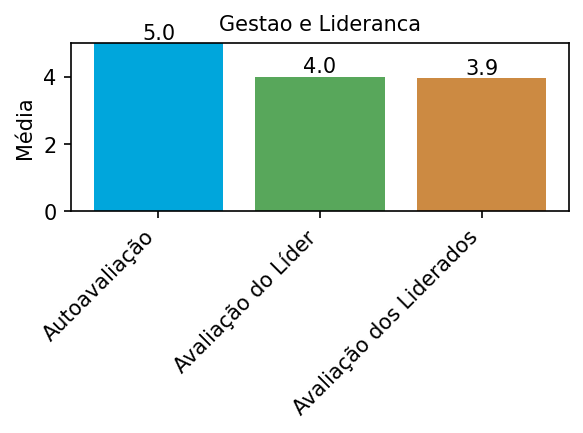 Gestao e Lideranca
5.0
4.0
3.9
Média
4
2
0
Autoavaliação
Avaliação do Líder
Avaliação dos Liderados